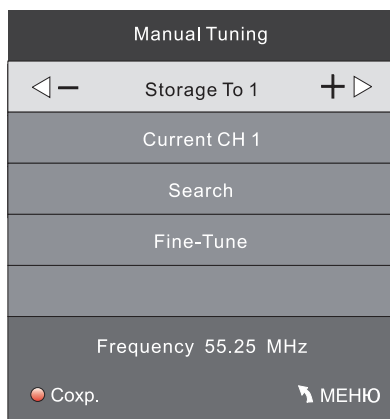 Manual Tuning
Storage To 1
Current CH 1
Search
Fine-Tune
Frequency 55.25 MHz
Сохр. МЕНЮ